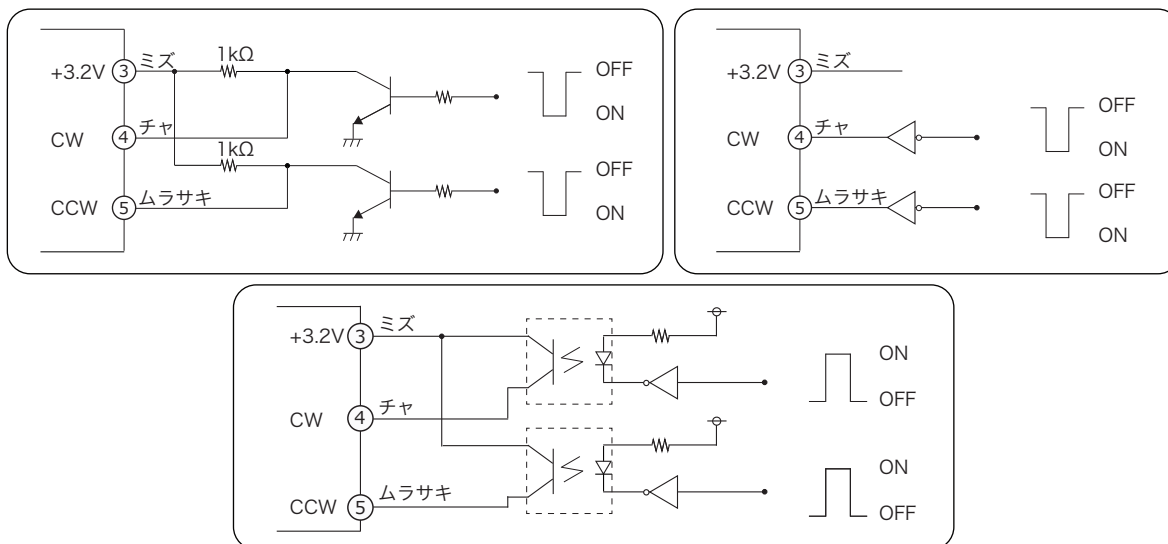 +3.2V ③ ミズ 1kΩ OFF
ON
CW ④ チャ
1kΩ OFF
CCW ⑤ ムラサキ ON
+3.2V ③ ミズ
OFF
CW ④ チャ
ON
OFF
CCW ⑤ ムラサキ
ON
+3.2V ③ ミズ
ON
OFF
CW ④ チャ
ON
CCW ⑤ ムラサキ
OFF